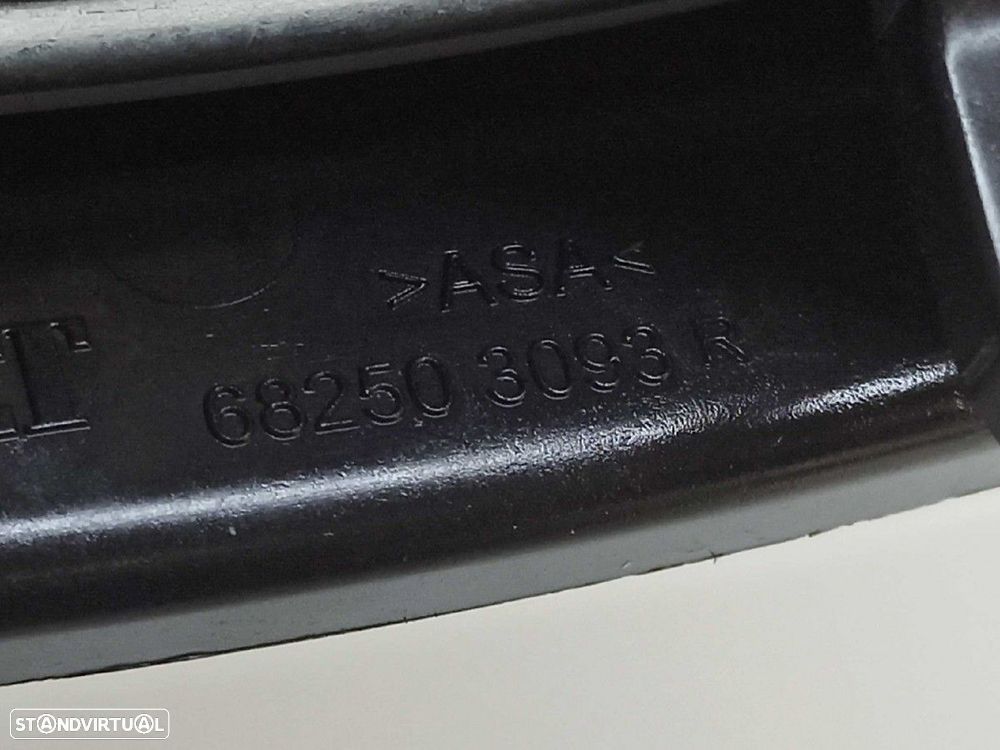 >ASA<
68250 3093 R
STANDVIRTUAL